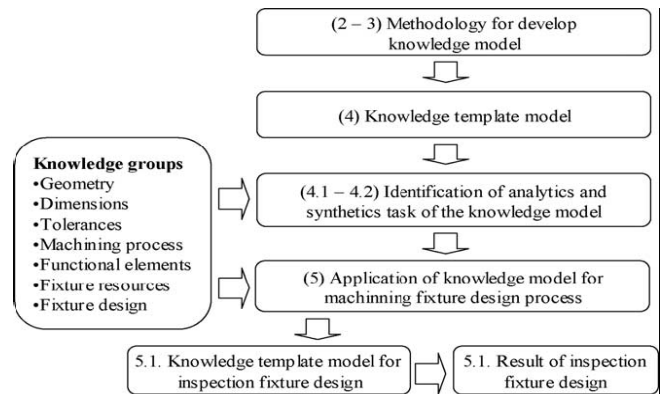 (2 – 3) Methodology for develop
knowledge model
(4) Knowledge template model
Knowledge groups
•Geometry
•Dimensions
•Tolerances
•Machining process
•Functional elements
•Fixture resources
•Fixture design
(4.1 – 4.2) Identification of analytics and
synthetics task of the knowledge model
(5) Application of knowledge model for
machinning fixture design process
5.1. Knowledge template model for
inspection fixture design
5.1. Result of inspection
fixture design